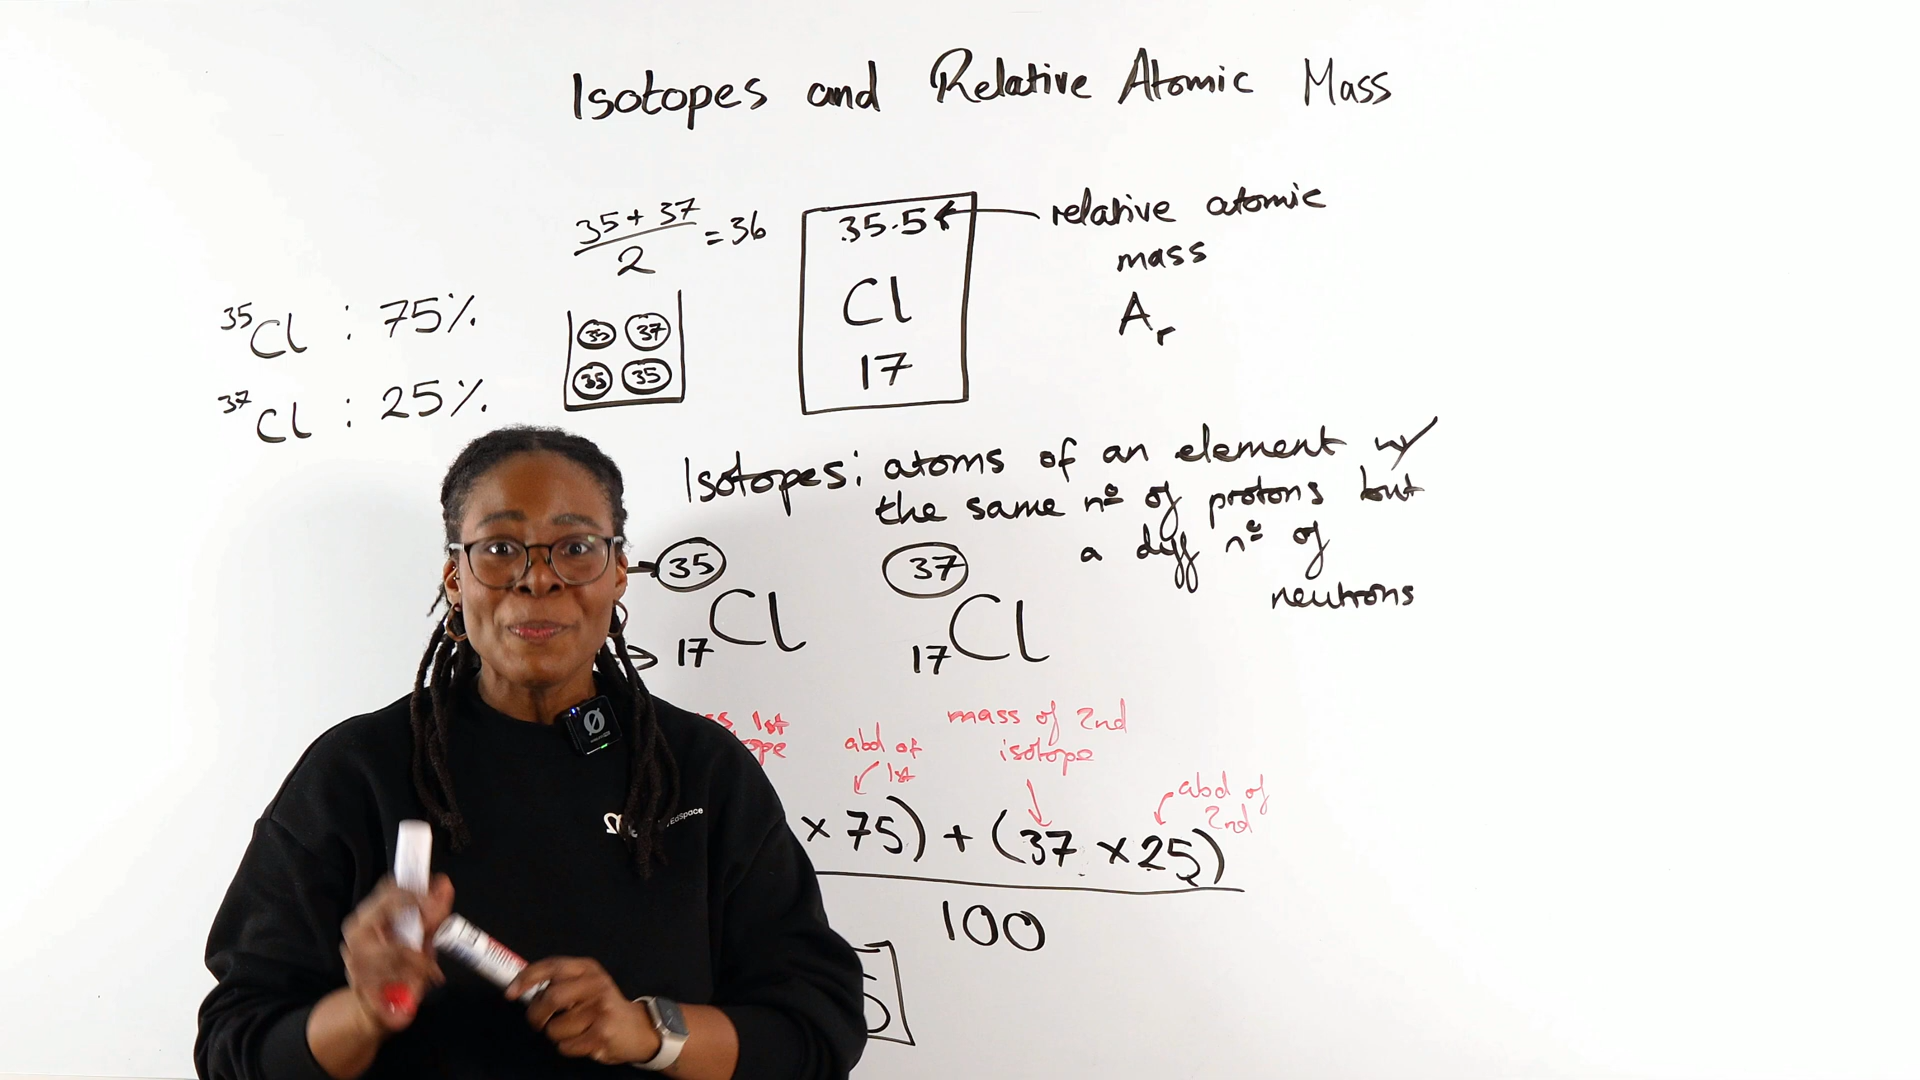 Isotopes and Relative Atomic Mass
35 + 37
2
= 36
35.5
Cl
17
relative atomic
mass
Ar
35Cl : 75%
37Cl : 25%
35 37
35 35
Isotopes: atoms of an element w/
the same nº of protons but
a diff nº of
neutrons
35
17Cl
37
17Cl
1st
abd of
1st
mass of 2nd
isotope
abd of
2nd
× 75) + (37 × 25)
100
EdSpace